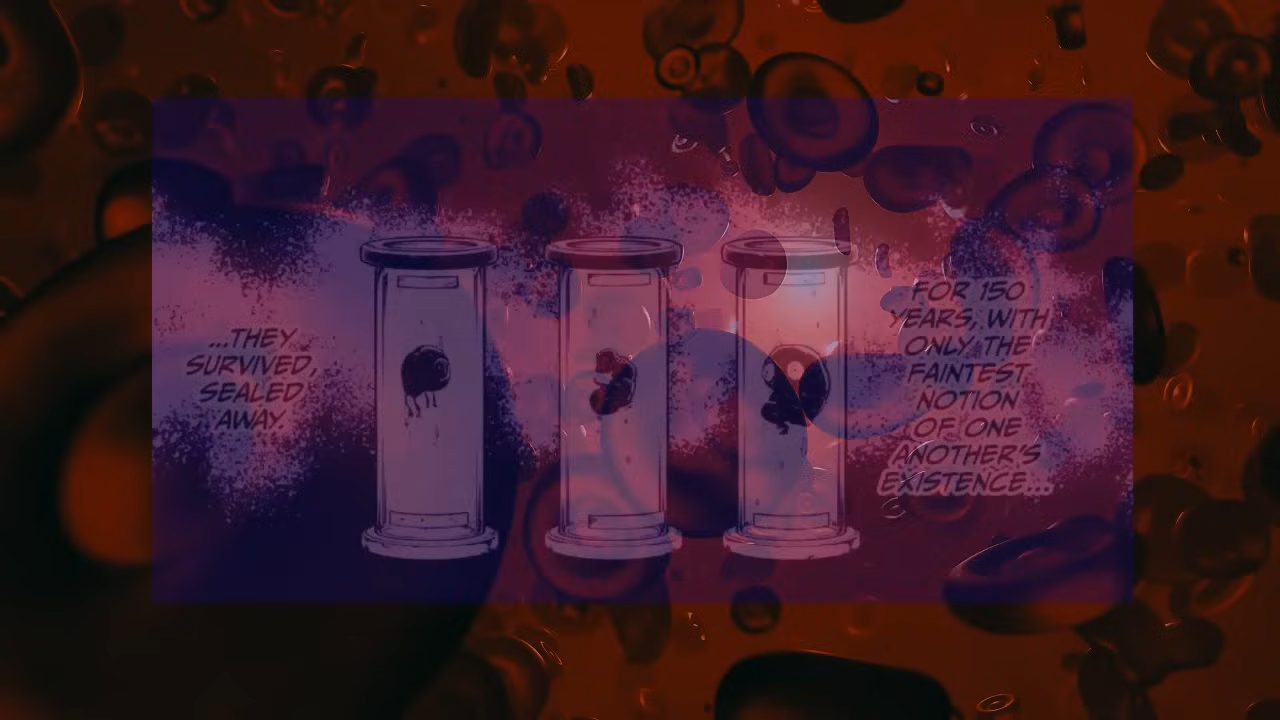 ...THEY
SURVIVED,
SEALED
AWAY.
FOR 150
YEARS, WITH
ONLY THE
FAINTEST
NOTION
OF ONE
ANOTHER'S
EXISTENCE...